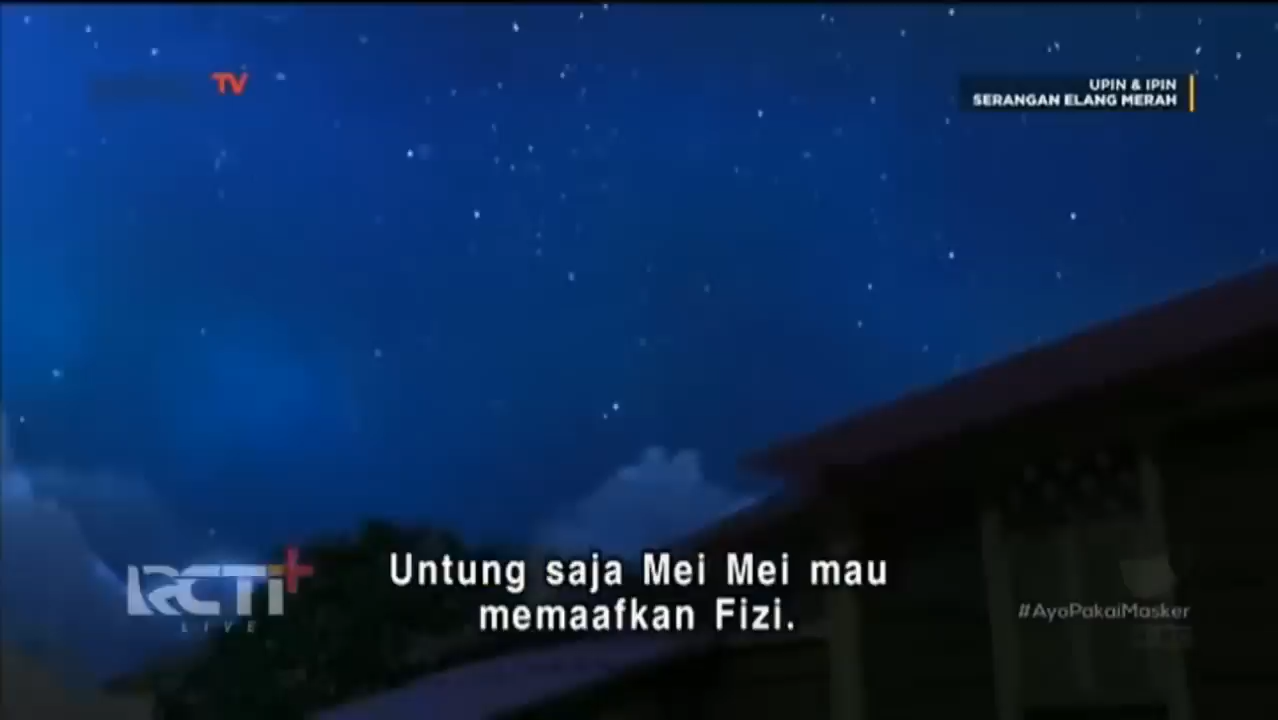 TV
UPIN & IPIN
SERANGAN ELANG MERAH
RCTI+
LIVE
Untung saja Mei Mei mau
memaafkan Fizi.
#AyoPakaiMasker